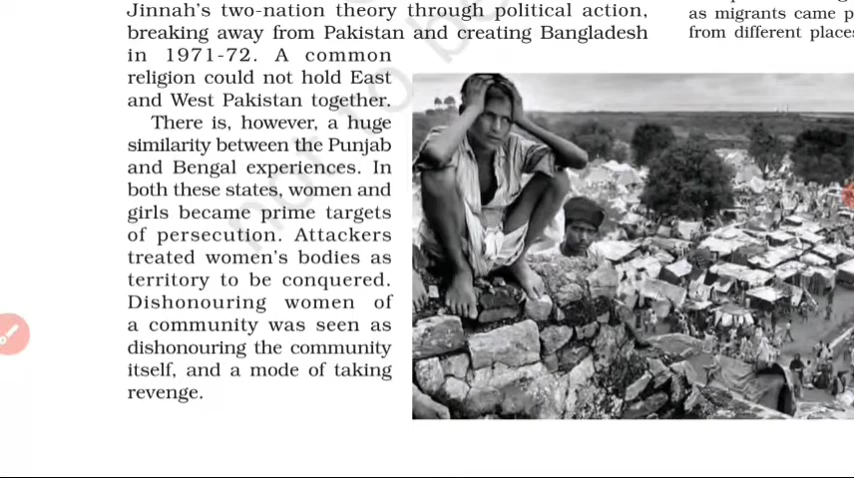 Jinnah's two-nation theory through political action,
breaking away from Pakistan and creating Bangladesh
in 1971-72. A common
religion could not hold East
and West Pakistan together.
There is, however, a huge
similarity between the Punjab
and Bengal experiences. In
both these states, women and
girls became prime targets
of persecution. Attackers
treated women's bodies as
territory to be conquered.
Dishonouring women of
a community was seen as
dishonouring the community
itself, and a mode of taking
revenge.
as migrants came p
from different places